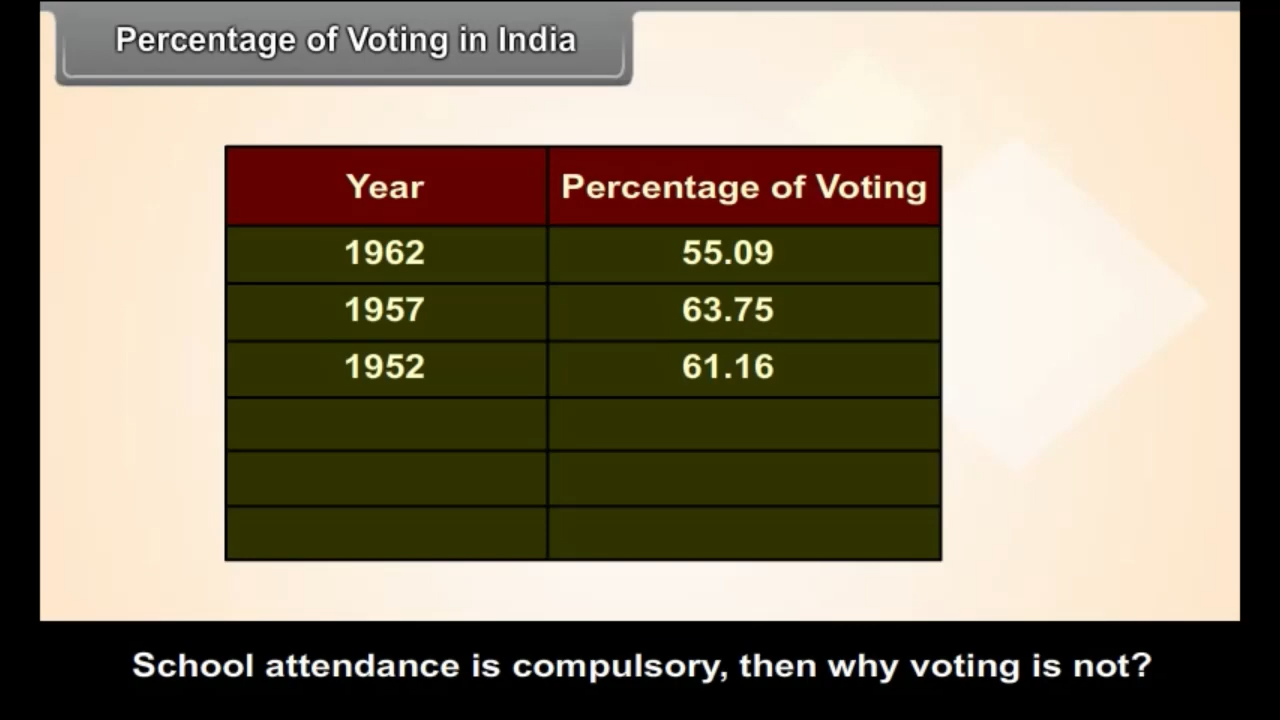 Percentage of Voting in India
Year Percentage of Voting
1962 55.09
1957 63.75
1952 61.16
School attendance is compulsory, then why voting is not?